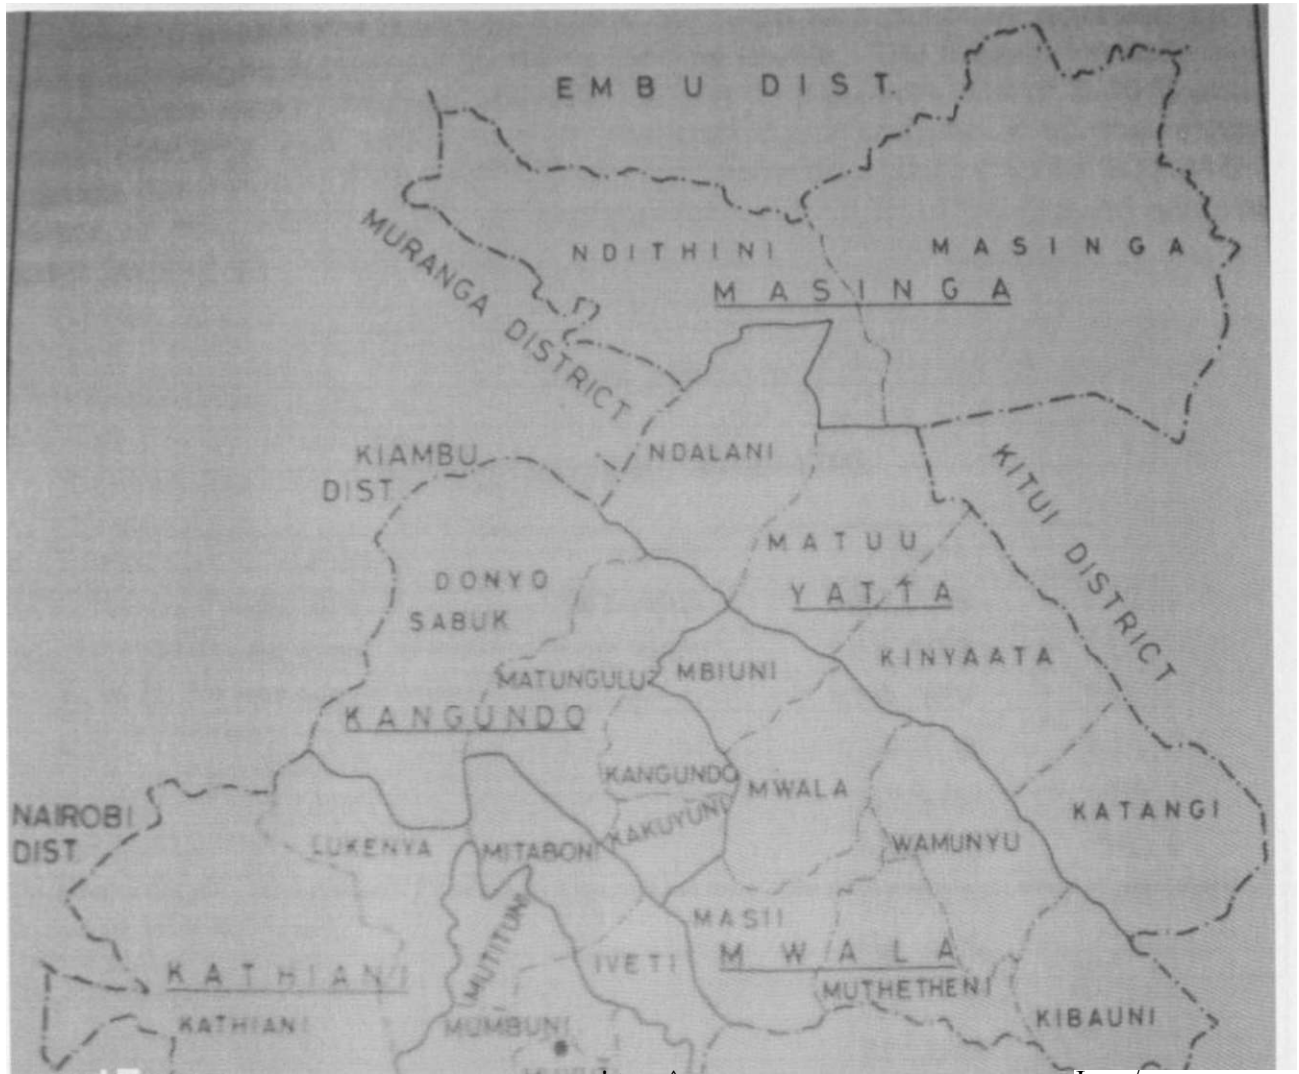 EMBU DIST.
MURANGA DISTRICT
NDITHINI
MASINGA
MASINGA
KIAMBU
DIST.
NDALANI
KITUI DISTRICT
MATUU
YATTA
DONYO
SABUK
KINYAATA
MATUNGULU
MBIUNI
KANGUNDO
KANGUNDO
MWALA
KATANGI
NAIROBI
DIST.
LUKENYA
MITABONI
KAKUYUNI
WAMUNYU
MUTITUNI
MASII
MWALA
IVETI
KATHIANI
MUTHETHENI
KATHIANI
MUMBUNI
KIBAUNI